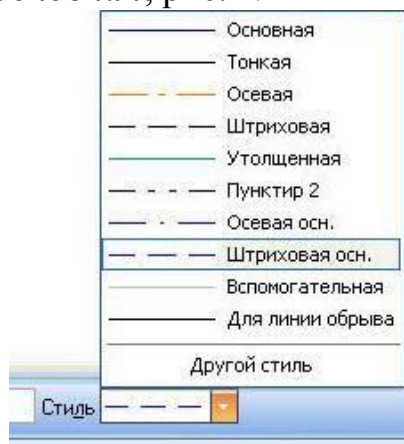 Основная
Тонкая
Осевая
Штриховая
Утолщенная
Пунктир 2
Осевая осн.
Штриховая осн.
Вспомогательная
Для линии обрыва
Другой стиль
Стиль